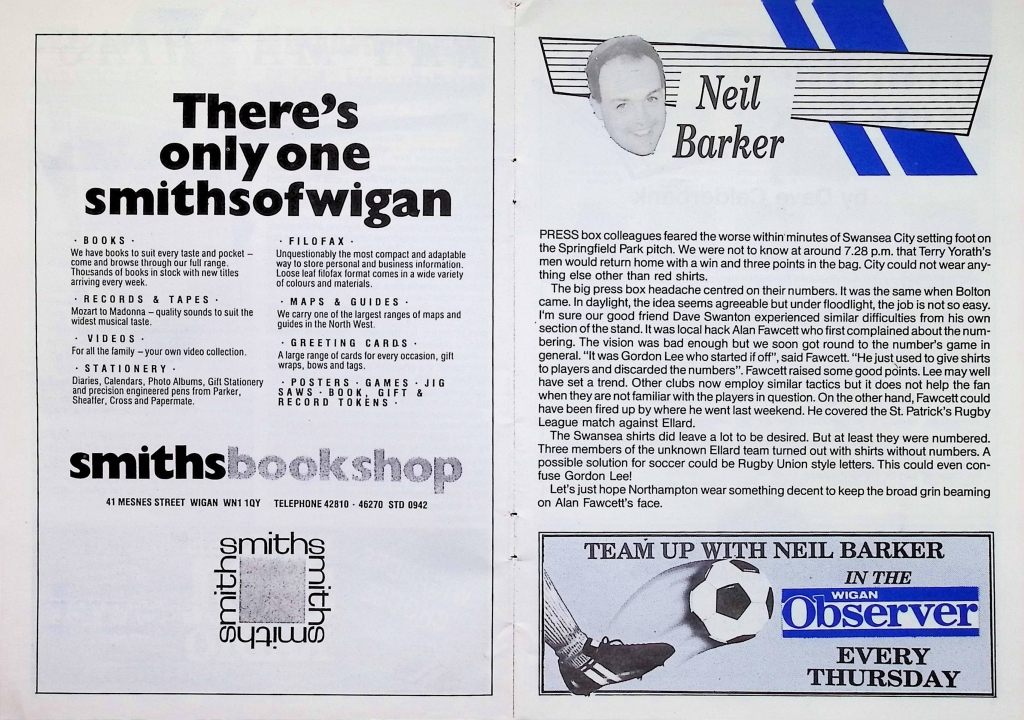 There's
only one
smithsofwigan
· BOOKS ·
We have books to suit every taste and pocket –
come and browse through our full range.
Thousands of books in stock with new titles
arriving every week.
· RECORDS & TAPES ·
Mozart to Madonna – quality sounds to suit the
widest musical taste.
· VIDEOS ·
For all the family – your own video collection.
· STATIONERY ·
Diaries, Calendars, Photo Albums, Gift Stationery
and precision engineered pens from Parker,
Sheaffer, Cross and Papermate.
· FILOFAX ·
Unquestionably the most compact and adaptable
way to store personal and business information.
Loose leaf filofax format comes in a wide variety
of colours and materials.
· MAPS & GUIDES ·
We carry one of the largest ranges of maps and
guides in the North West.
· GREETING CARDS ·
A large range of cards for every occasion, gift
wraps, bows and tags.
· POSTERS · GAMES · JIG
SAWS · BOOK, GIFT &
RECORD TOKENS ·
smithsbookshop
41 MESNES STREET WIGAN WN1 1QY TELEPHONE 42810 · 46270 STD 0942
smiths
smiths
smiths
smiths
Neil
Barker
PRESS box colleagues feared the worse within minutes of Swansea City setting foot on
the Springfield Park pitch. We were not to know at around 7.28 p.m. that Terry Yorath's
men would return home with a win and three points in the bag. City could not wear any-
thing else other than red shirts.
The big press box headache centred on their numbers. It was the same when Bolton
came. In daylight, the idea seems agreeable but under floodlight, the job is not so easy.
I'm sure our good friend Dave Swanton experienced similar difficulties from his own
section of the stand. It was local hack Alan Fawcett who first complained about the num-
bering. The vision was bad enough but we soon got round to the number's game in
general. "It was Gordon Lee who started if off", said Fawcett. "He just used to give shirts
to players and discarded the numbers". Fawcett raised some good points. Lee may well
have set a trend. Other clubs now employ similar tactics but it does not help the fan
when they are not familiar with the players in question. On the other hand, Fawcett could
have been fired up by where he went last weekend. He covered the St. Patrick's Rugby
League match against Ellard.
The Swansea shirts did leave a lot to be desired. But at least they were numbered.
Three members of the unknown Ellard team turned out with shirts without numbers. A
possible solution for soccer could be Rugby Union style letters. This could even con-
fuse Gordon Lee!
Let's just hope Northampton wear something decent to keep the broad grin beaming
on Alan Fawcett's face.
TEAM UP WITH NEIL BARKER
IN THE
WIGAN
Observer
EVERY
THURSDAY